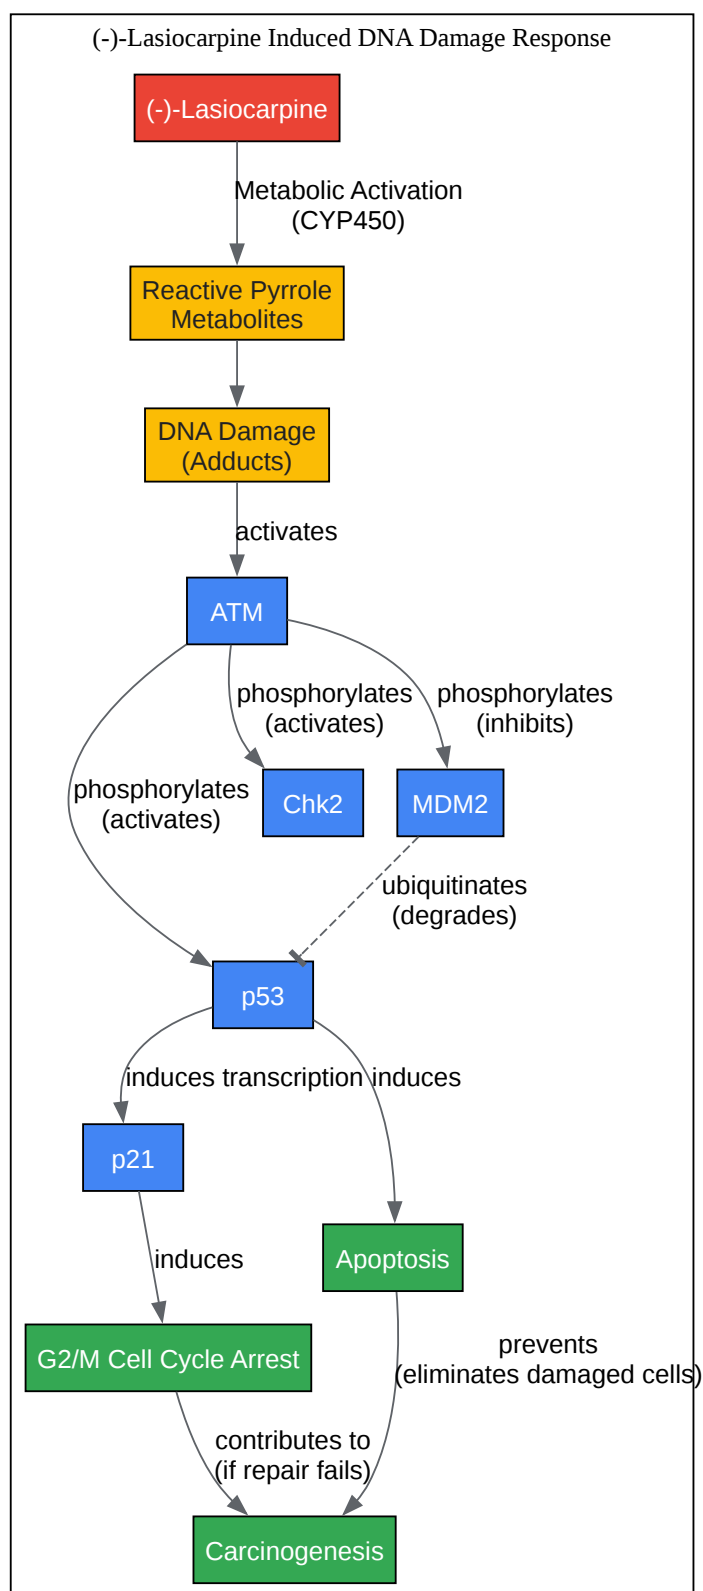 (-)-Lasiocarpine Induced DNA Damage Response
(-)-Lasiocarpine
Metabolic Activation
(CYP450)
Reactive Pyrrole
Metabolites
DNA Damage
(Adducts)
activates
ATM
phosphorylates
(activates)
phosphorylates
(inhibits)
phosphorylates
(activates)
Chk2
MDM2
ubiquitinates
(degrades)
p53
induces transcription
induces
p21
induces
Apoptosis
G2/M Cell Cycle Arrest
prevents
(eliminates damaged cells)
contributes to
(if repair fails)
Carcinogenesis